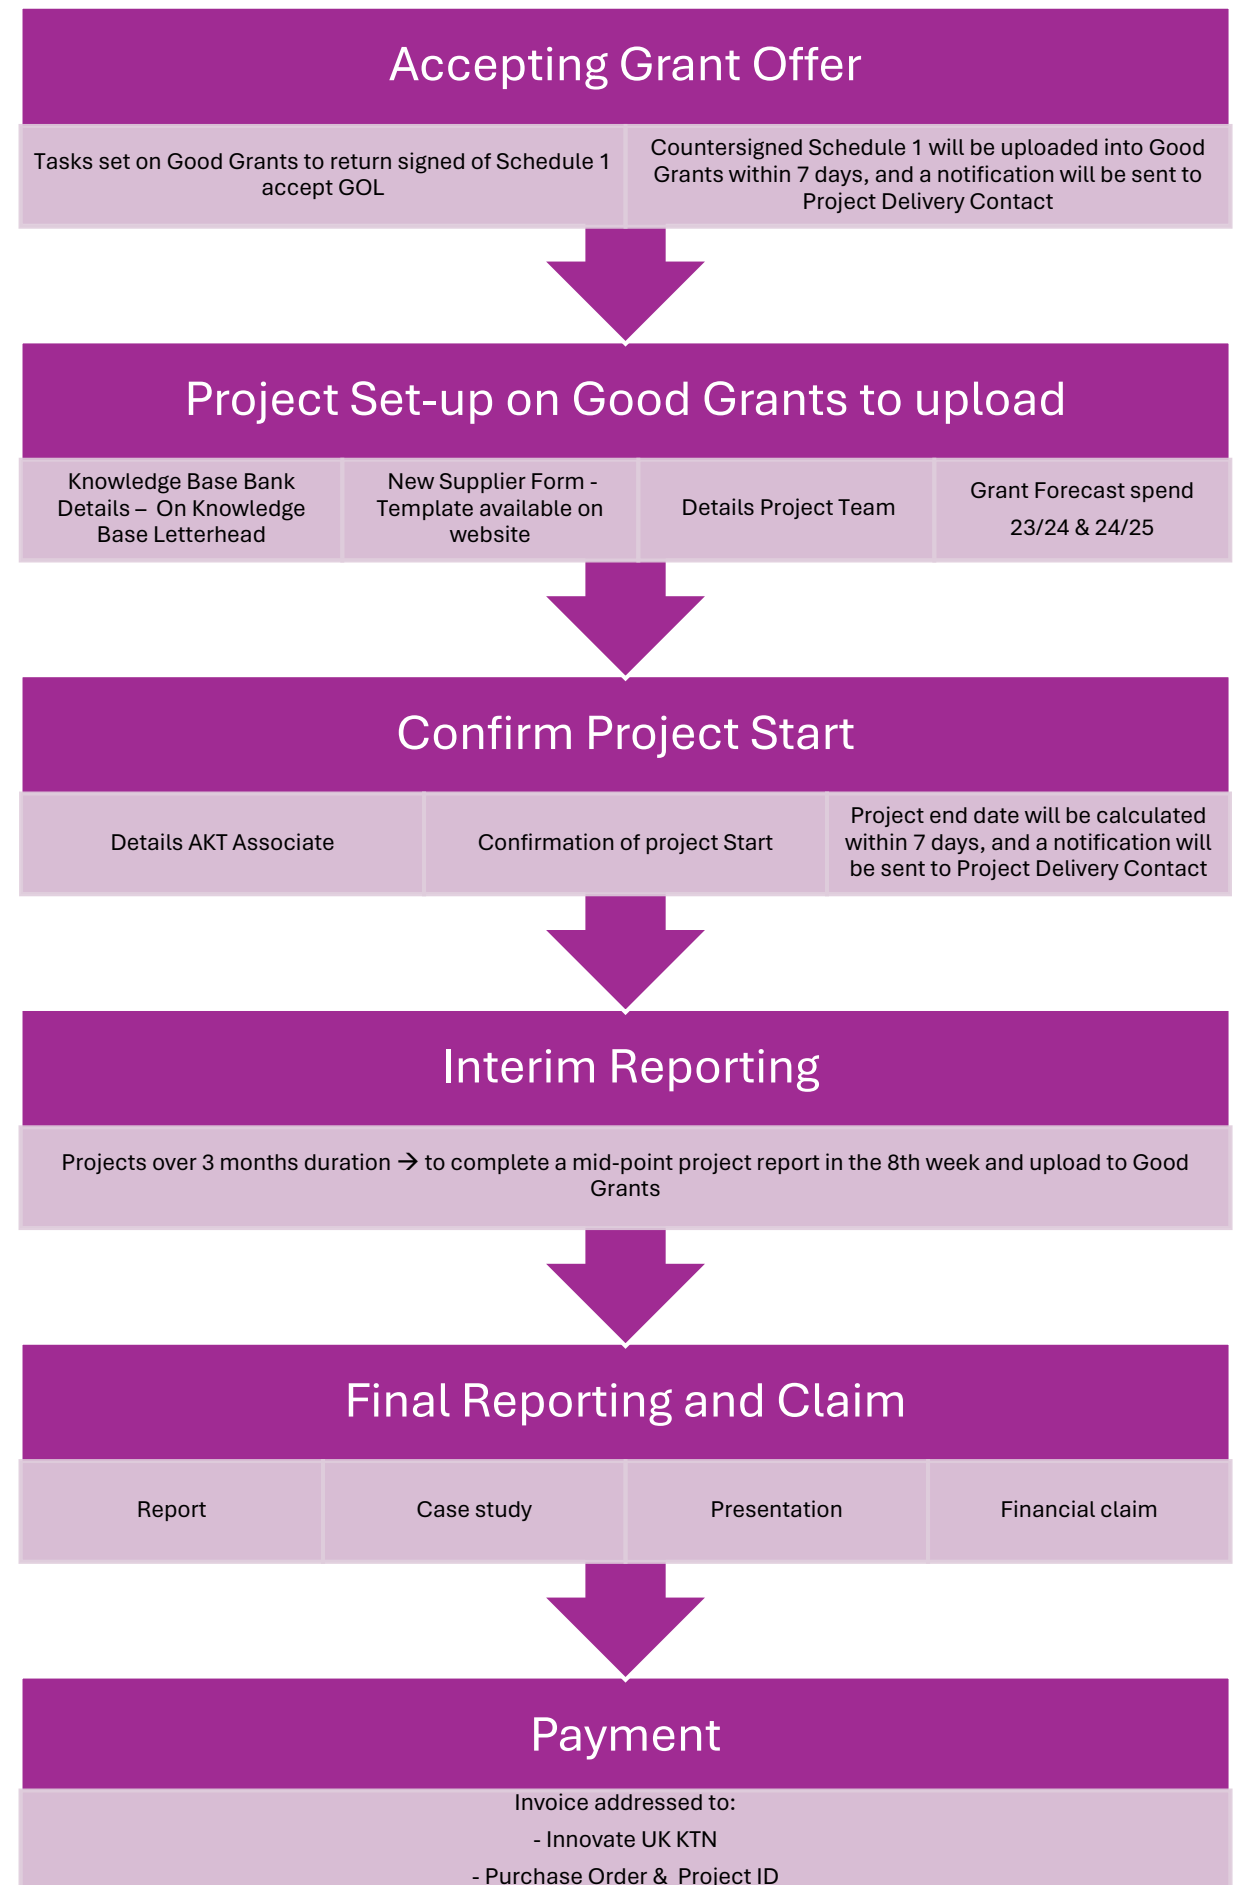 Accepting Grant Offer
Tasks set on Good Grants to return signed of Schedule 1
accept GOL
Countersigned Schedule 1 will be uploaded into Good
Grants within 7 days, and a notification will be sent to
Project Delivery Contact
Project Set-up on Good Grants to upload
Knowledge Base Bank
Details – On Knowledge
Base Letterhead
New Supplier Form -
Template available on
website
Details Project Team
Grant Forecast spend
23/24 & 24/25
Confirm Project Start
Details AKT Associate
Confirmation of project Start
Project end date will be calculated
within 7 days, and a notification will
be sent to Project Delivery Contact
Interim Reporting
Projects over 3 months duration → to complete a mid-point project report in the 8th week and upload to Good
Grants
Final Reporting and Claim
Report
Case study
Presentation
Financial claim
Payment
Invoice addressed to:
- Innovate UK KTN
- Purchase Order & Project ID